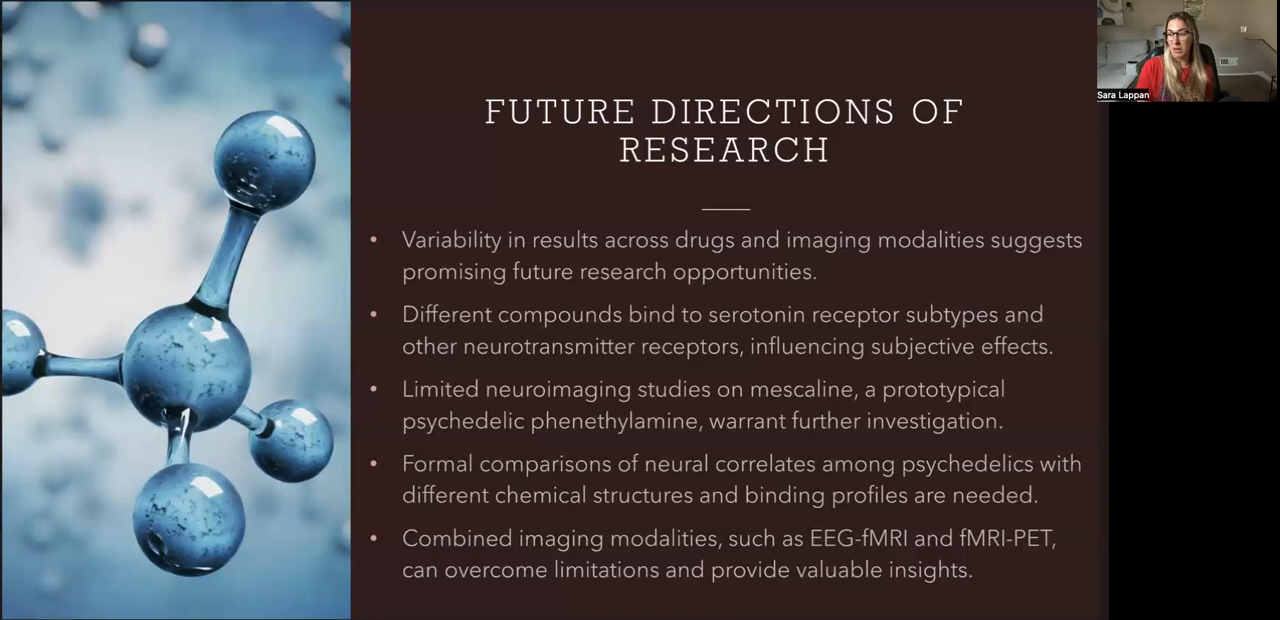 FUTURE DIRECTIONS OF
RESEARCH
• Variability in results across drugs and imaging modalities suggests
promising future research opportunities.
• Different compounds bind to serotonin receptor subtypes and
other neurotransmitter receptors, influencing subjective effects.
• Limited neuroimaging studies on mescaline, a prototypical
psychedelic phenethylamine, warrant further investigation.
• Formal comparisons of neural correlates among psychedelics with
different chemical structures and binding profiles are needed.
• Combined imaging modalities, such as EEG-fMRI and fMRI-PET,
can overcome limitations and provide valuable insights.
Sara Lappan